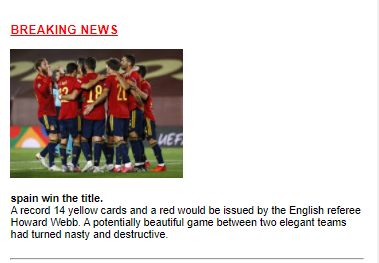 BREAKING NEWS
UEF
spain win the title.
A record 14 yellow cards and a red would be issued by the English referee
Howard Webb. A potentially beautiful game between two elegant teams
had turned nasty and destructive.